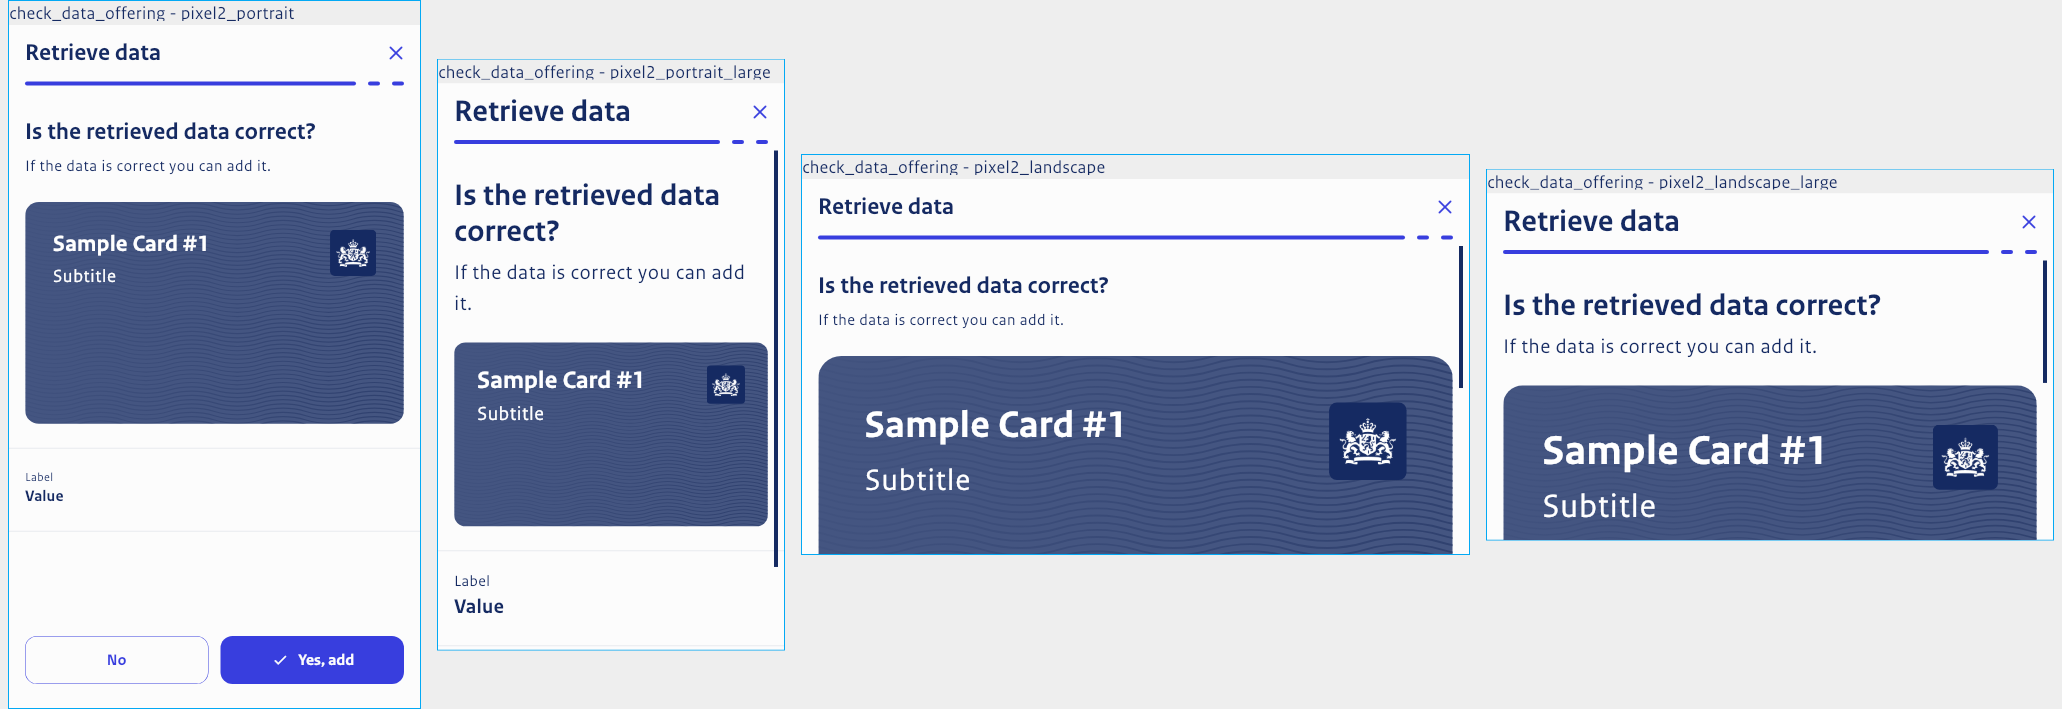 check_data_offering - pixel2_portrait
Retrieve data
Is the retrieved data correct?
If the data is correct you can add it.
Sample Card #1
Subtitle
Label
Value
No
Yes, add
check_data_offering - pixel2_portrait_large
Retrieve data
Is the retrieved data
correct?
If the data is correct you can add
it.
Sample Card #1
Subtitle
Label
Value
check_data_offering - pixel2_landscape
Retrieve data
Is the retrieved data correct?
If the data is correct you can add it.
Sample Card #1
Subtitle
check_data_offering - pixel2_landscape_large
Retrieve data
Is the retrieved data correct?
If the data is correct you can add it.
Sample Card #1
Subtitle